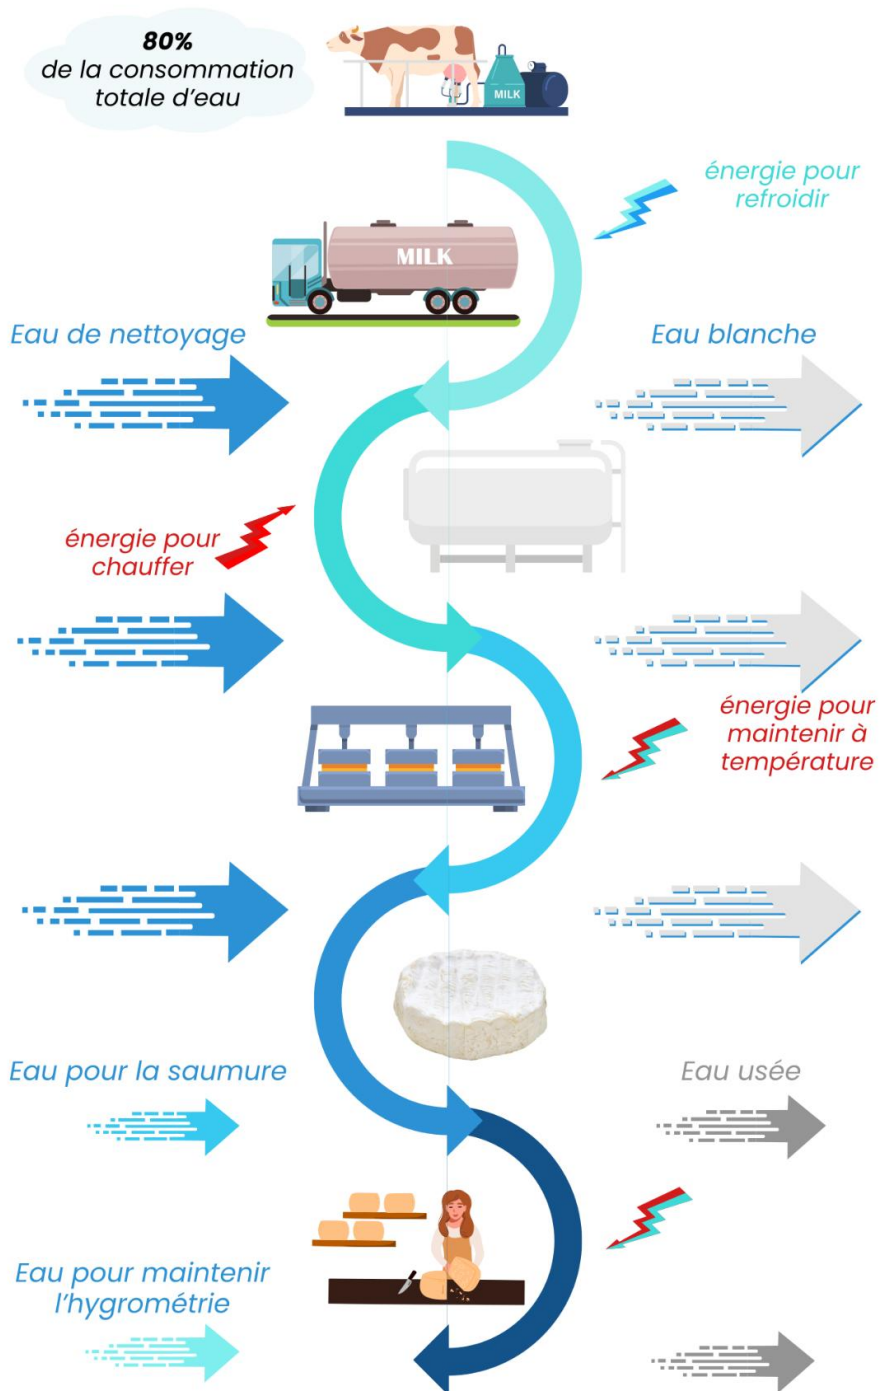 80%
de la consommation
totale d'eau
MILK
énergie pour
refroidir
MILK
Eau de nettoyage
Eau blanche
énergie pour
chauffer
énergie pour
maintenir à
température
Eau pour la saumure
Eau usée
Eau pour maintenir
l'hygrométrie